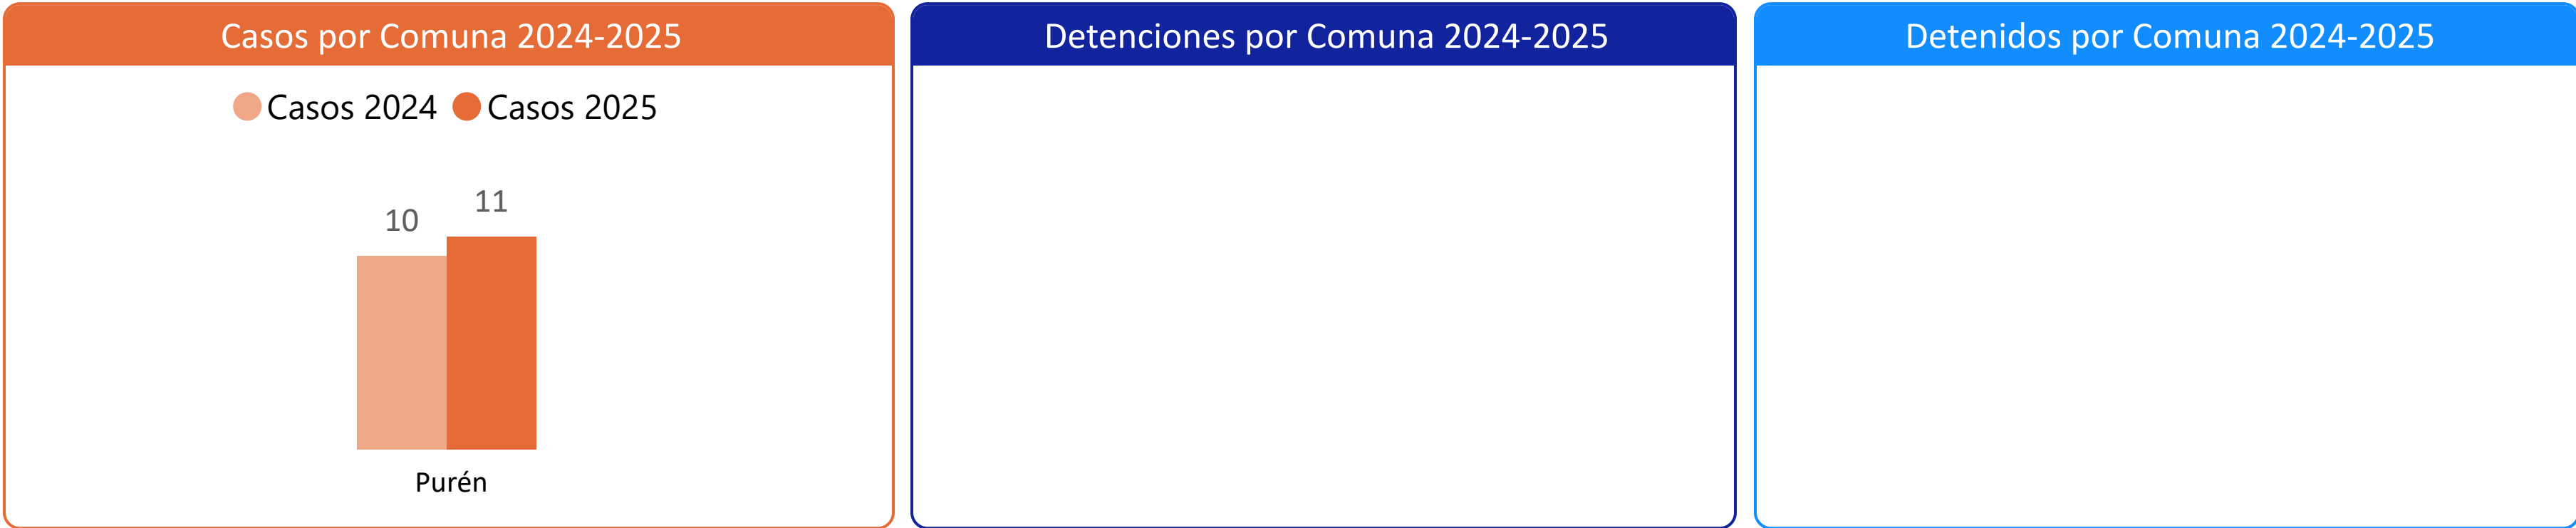 Casos por Comuna 2024-2025
Casos 2024 Casos 2025
10
11
Purén
Detenciones por Comuna 2024-2025
Detenidos por Comuna 2024-2025